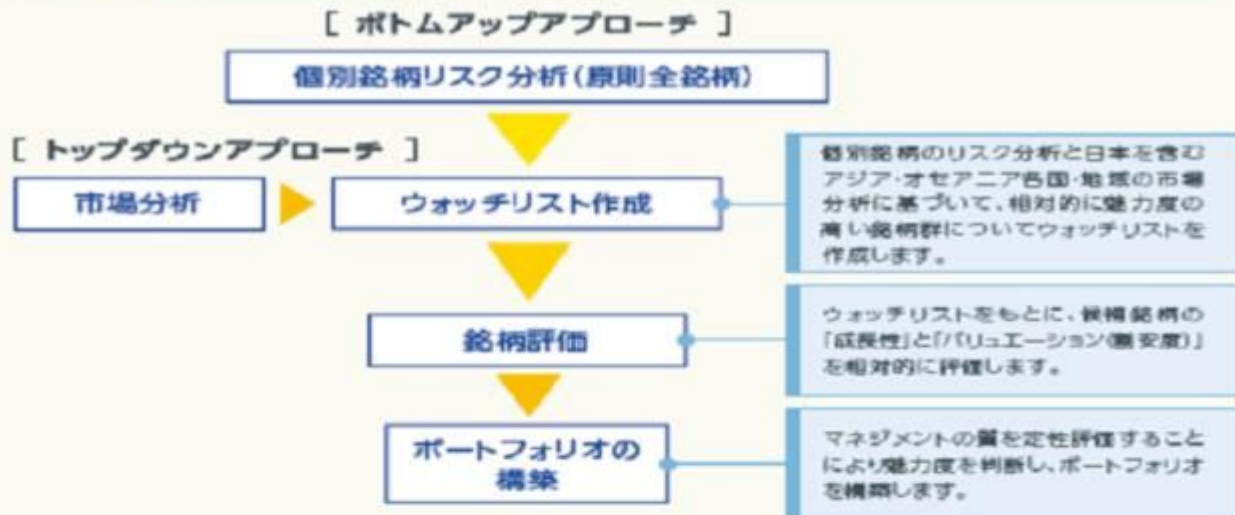 [ ボトムアップアプローチ ]
個別銘柄リスク分析(原則全銘柄)
[ トップダウンアプローチ ]
市場分析
ウォッチリスト作成
個別銘柄のリスク分析と日本を含む
アジア・オセアニア各国・地域の市場
分析に基づいて、相対的に魅力度の
高い銘柄群についてウォッチリストを
作成します。
銘柄評価
ウォッチリストをもとに、候補銘柄の
「成長性」と「バリュエーション(割安度)」
を相対的に評価します。
ポートフォリオの
構築
マネジメントの質を定性評価すること
により魅力度を判断し、ポートフォリオ
を構築します。